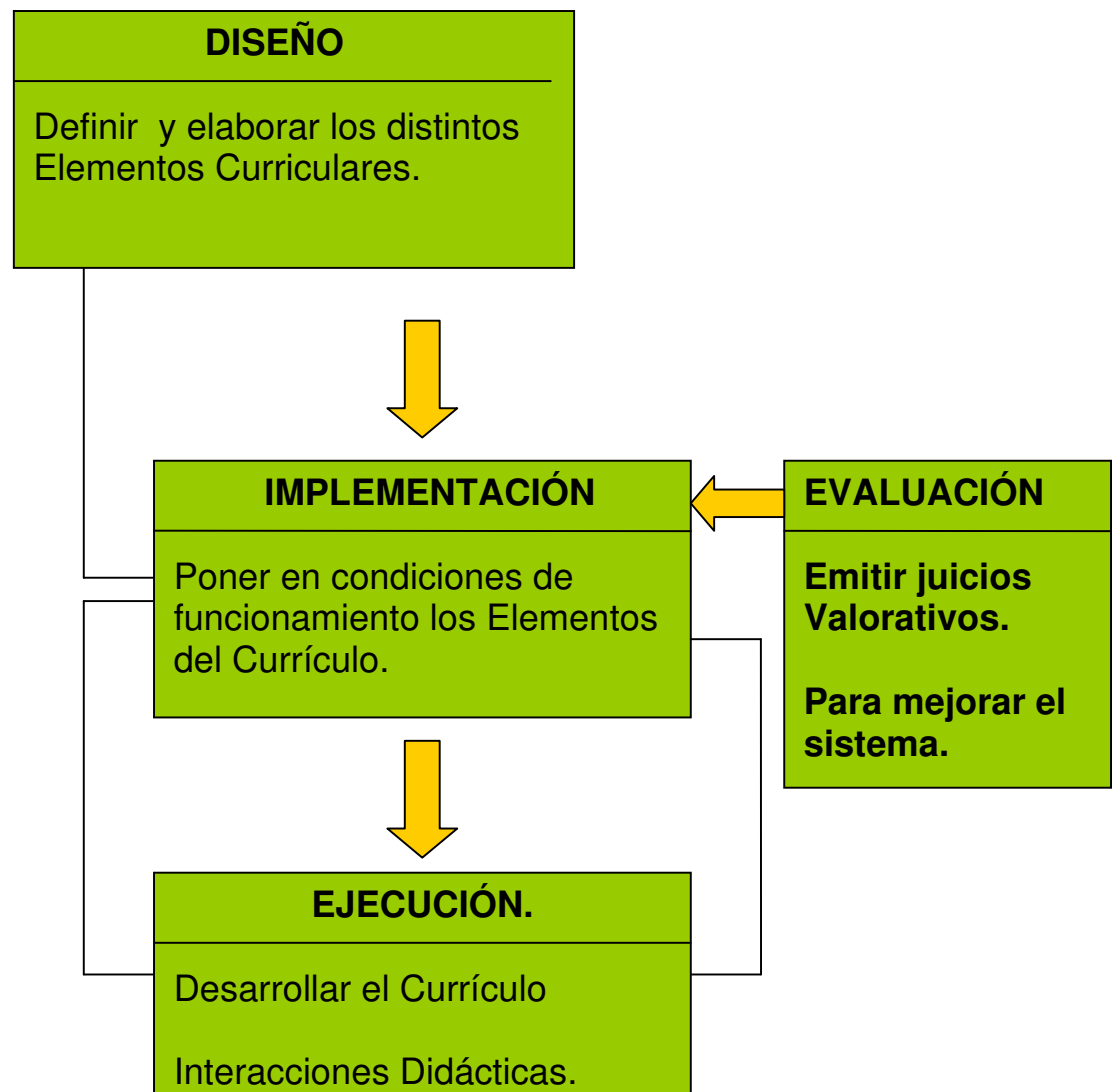 DISEÑO
Definir y elaborar los distintos
Elementos Curriculares.
IMPLEMENTACIÓN
Poner en condiciones de
funcionamiento los Elementos
del Currículo.
EVALUACIÓN
Emitir juicios
Valorativos.
Para mejorar el
sistema.
EJECUCIÓN.
Desarrollar el Currículo
Interacciones Didácticas.